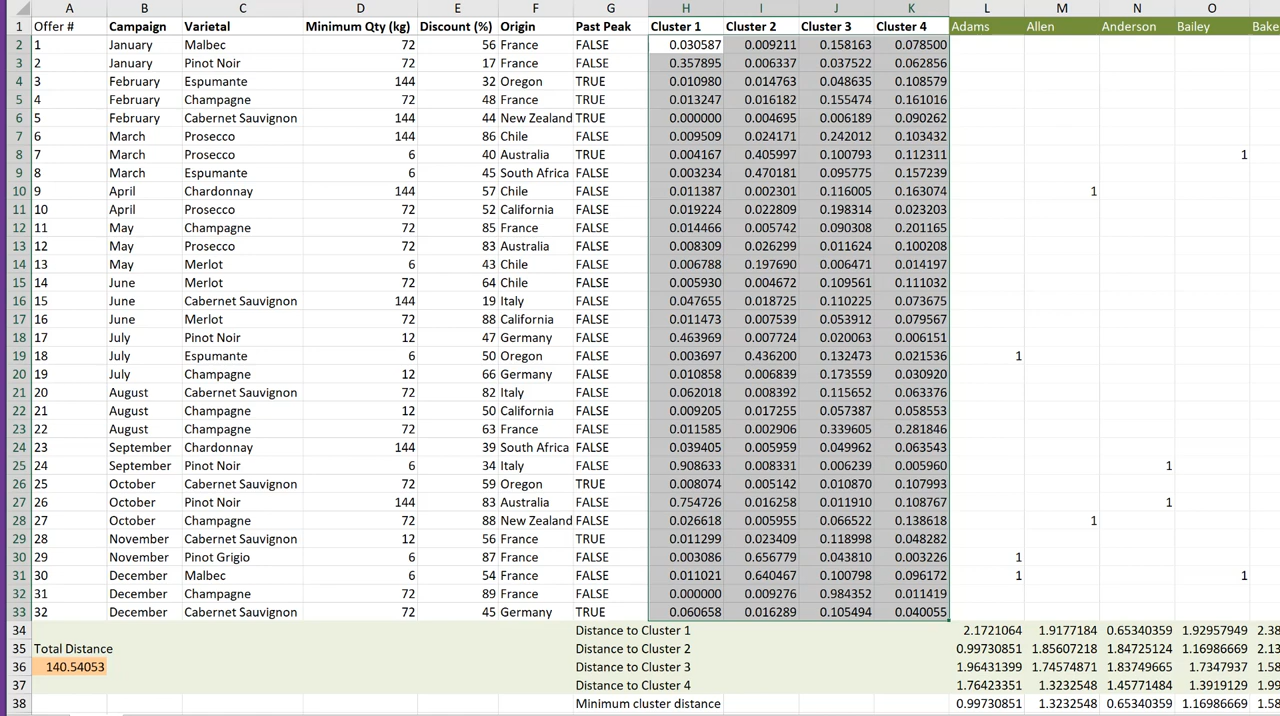 A B C D E F G H I J K L M N O
1 Offer # Campaign Varietal Minimum Qty (kg) Discount (%) Origin Past Peak Cluster 1 Cluster 2 Cluster 3 Cluster 4 Adams Allen Anderson Bailey Bake
2 1 January Malbec 72 56 France FALSE 0.030587 0.009211 0.158163 0.078500
3 2 January Pinot Noir 72 17 France FALSE 0.357895 0.006337 0.037522 0.062856
4 3 February Espumante 144 32 Oregon TRUE 0.010980 0.014763 0.048635 0.108579
5 4 February Champagne 72 48 France TRUE 0.013247 0.016182 0.155474 0.161016
6 5 February Cabernet Sauvignon 144 44 New Zealand TRUE 0.000000 0.004695 0.006189 0.090262
7 6 March Prosecco 144 86 Chile FALSE 0.009509 0.024171 0.242012 0.103432
8 7 March Prosecco 6 40 Australia TRUE 0.004167 0.405997 0.100793 0.112311 1
9 8 March Espumante 6 45 South Africa FALSE 0.003234 0.470181 0.095775 0.157239
10 9 April Chardonnay 144 57 Chile FALSE 0.011387 0.002301 0.116005 0.163074 1
11 10 April Prosecco 72 52 California FALSE 0.019224 0.022809 0.198314 0.023203
12 11 May Champagne 72 85 France FALSE 0.014466 0.005742 0.090308 0.201165
13 12 May Prosecco 72 83 Australia FALSE 0.008309 0.026299 0.011624 0.100208
14 13 May Merlot 6 43 Chile FALSE 0.006788 0.197690 0.006471 0.014197
15 14 June Merlot 72 64 Chile FALSE 0.005930 0.004672 0.109561 0.111032
16 15 June Cabernet Sauvignon 144 19 Italy FALSE 0.047655 0.018725 0.110225 0.073675
17 16 June Merlot 72 88 California FALSE 0.011473 0.007539 0.053912 0.079567
18 17 July Pinot Noir 12 47 Germany FALSE 0.463969 0.007724 0.020063 0.006151
19 18 July Espumante 6 50 Oregon FALSE 0.003697 0.436200 0.132473 0.021536 1
20 19 July Champagne 12 66 Germany FALSE 0.010858 0.006839 0.173559 0.030920
21 20 August Cabernet Sauvignon 72 82 Italy FALSE 0.062018 0.008392 0.115652 0.063376
22 21 August Champagne 12 50 California FALSE 0.009205 0.017255 0.057387 0.058553
23 22 August Champagne 72 63 France FALSE 0.011585 0.002906 0.339605 0.281846
24 23 September Chardonnay 144 39 South Africa FALSE 0.039405 0.005959 0.049962 0.063543
25 24 September Pinot Noir 6 34 Italy FALSE 0.908633 0.008331 0.006239 0.005960 1
26 25 October Cabernet Sauvignon 72 59 Oregon TRUE 0.008074 0.005142 0.010870 0.107993
27 26 October Pinot Noir 144 83 Australia FALSE 0.754726 0.016258 0.011910 0.108767 1
28 27 October Champagne 72 88 New Zealand FALSE 0.026618 0.005955 0.066522 0.138618 1
29 28 November Cabernet Sauvignon 12 56 France TRUE 0.011299 0.023409 0.118998 0.048282
30 29 November Pinot Grigio 6 87 France FALSE 0.003086 0.656779 0.043810 0.003226 1
31 30 December Malbec 6 54 France FALSE 0.011021 0.640467 0.100798 0.096172 1 1
32 31 December Champagne 72 89 France FALSE 0.000000 0.009276 0.984352 0.011419
33 32 December Cabernet Sauvignon 72 45 Germany TRUE 0.060658 0.016289 0.105494 0.040055
34 Distance to Cluster 1 2.1721064 1.9177184 0.65340359 1.92957949 2.38
35 Total Distance Distance to Cluster 2 0.99730851 1.85607218 1.84725124 1.16986669 2.13
36 140.54053 Distance to Cluster 3 1.96431399 1.74574871 1.83749665 1.7347937 1.58
37 Distance to Cluster 4 1.76423351 1.3232548 1.45771484 1.3919129 1.99
38 Minimum cluster distance 0.99730851 1.3232548 0.65340359 1.16986669 1.58